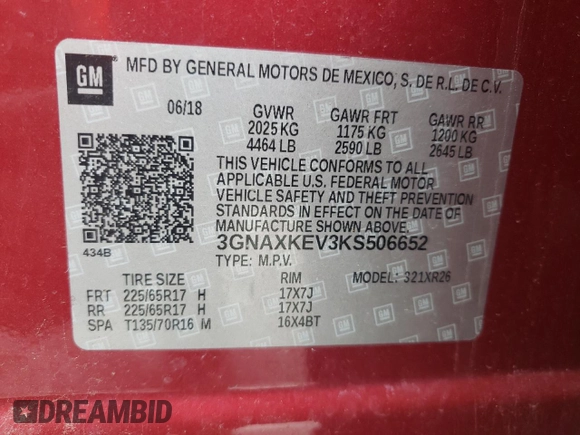 GM
MFD BY GENERAL MOTORS DE MEXICO, S. DE R.L. DE C.V.
06/18 GVWR GAWR FRT GAWR RR
2025 KG 1175 KG 1200 KG
4464 LB 2590 LB 2645 LB
THIS VEHICLE CONFORMS TO ALL
APPLICABLE U.S. FEDERAL MOTOR
VEHICLE SAFETY AND THEFT PREVENTION
STANDARDS IN EFFECT ON THE DATE OF
MANUFACTURE SHOWN ABOVE.
434B
3GNAXKEV3KS506652
TYPE: M.P.V.
TIRE SIZE RIM MODEL: 321XR26
FRT 225/65R17 H 17X7J
RR 225/65R17 H 17X7J
SPA T135/70R16 M 16X4BT
DREAMBID